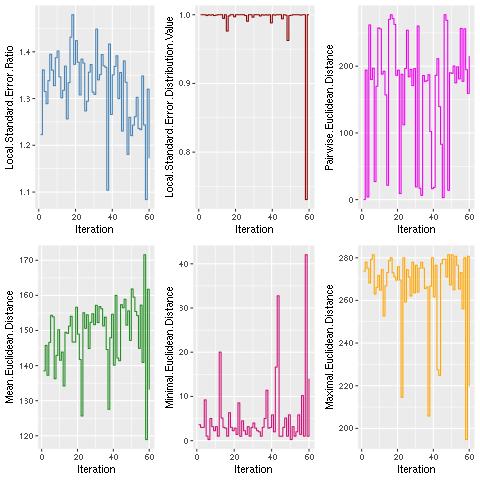 Local.Standard.Error.Ratio
1.4
1.3
1.2
1.1
0 20 40 60
Iteration
Local.Standard.Error.Distribution.Value
1.0
0.9
0.8
0 20 40 60
Iteration
Pairwise.Euclidean.Distance
200
100
0
0 20 40 60
Iteration
Mean.Euclidean.Distance
170
160
150
140
130
120
0 20 40 60
Iteration
Minimal.Euclidean.Distance
40
30
20
10
0
0 20 40 60
Iteration
Maximal.Euclidean.Distance
280
260
240
220
200
0 20 40 60
Iteration